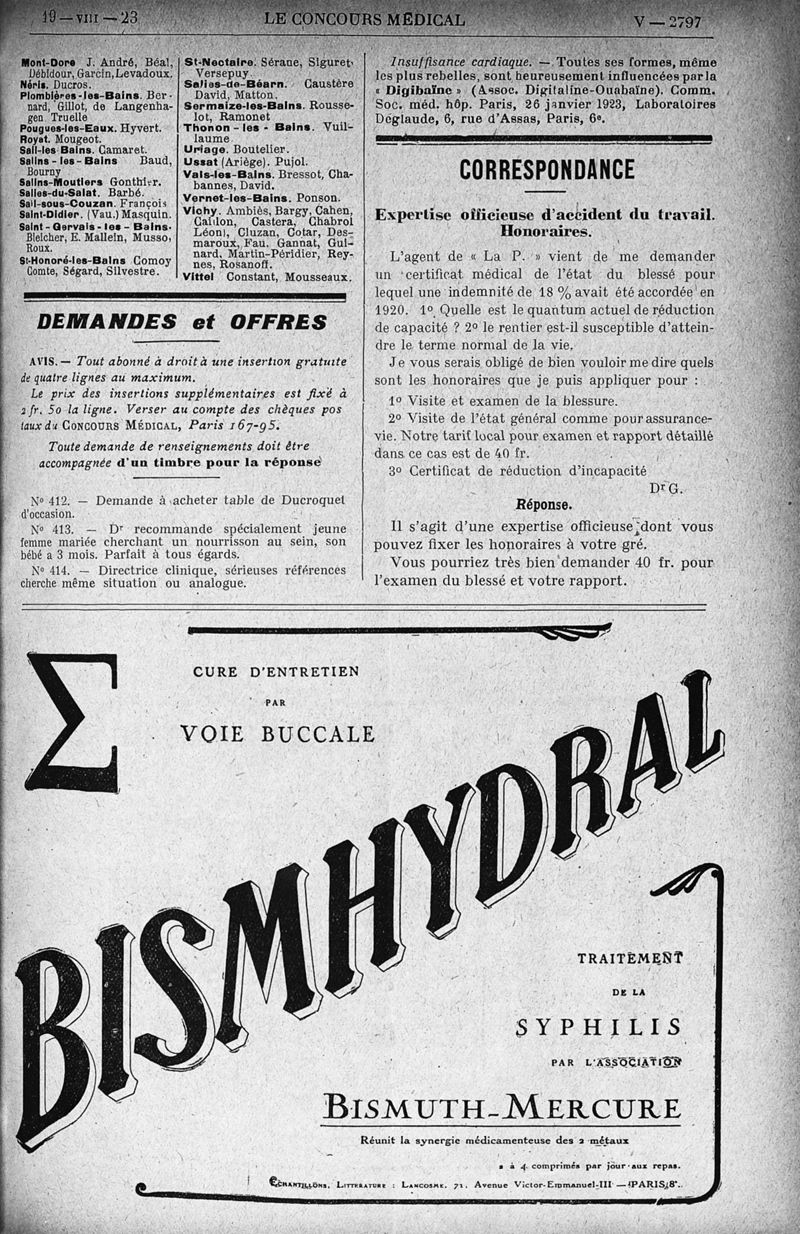 19 — VIII — 23
LE CONCOURS MÉDICAL
V — 2797
Mont-Dore J. André, Béal,
Débidour, Garcin, Levadoux.
Néris. Ducros.
Plombières-les-Bains. Ber-
nard, Gillot, de Langenha-
gen Truelle
Pougues-les-Eaux. Hyvert.
Royat. Mougeot.
Sail-les Bains. Camaret.
Salins-les-Bains Baud,
Bourny
Salins-Moutiers Gonthier.
Salies-du-Salat. Barbé.
Sail-sous-Couzan. François
Saint-Didier. (Vau.) Masquin.
Saint-Gervais-les-Bains-
Bleicher, E. Mallein, Musso,
Roux.
St-Honoré-les-Bains Comoy
Comte, Ségard, Silvestre.
St-Nectaire. Sérane, Siguret-
Versepuy.
Salies-de-Béarn. Caustère
David, Matton.
Sermaize-les-Bains. Rousse-
lot, Ramonet
Thonon-les-Bains. Vuil-
laume
Uriage. Boutelier.
Ussat (Ariège). Pujol.
Vals-les-Bains. Bressot, Cha-
bannes, David.
Vernet-les-Bains. Ponson.
Vichy. Ambiès, Bargy, Cahen,
Castera, Chabrol
Léoni, Cluzan, Cotar, Des-
maroux, Fau. Gannat, Gui-
nard, Martin-Péridier, Rey-
nes, Rosanoff.
Vittel Constant, Mousseaux.
DEMANDES et OFFRES
AVIS. — Tout abonné à droit à une insertion gratuite
de quatre lignes au maximum.
Le prix des insertions supplémentaires est fixé à
2 fr. 50 la ligne. Verser au compte des chèques pos
taux du CONCOURS MÉDICAL, Paris 167-95.
Toute demande de renseignements doit être
accompagnée d'un timbre pour la réponse
No 412. — Demande à acheter table de Ducroquet
d'occasion.
No 413. — Dr recommande spécialement jeune
femme mariée cherchant un nourrisson au sein, son
bébé a 3 mois. Parfait à tous égards.
No 414. — Directrice clinique, sérieuses références
cherche même situation ou analogue.
Insuffisance cardiaque. — Toutes ses formes, même
les plus rebelles, sont heureusement influencées par la
« Digibaïne » (Assoc. Digitaline-Ouabaïne). Comm.
Soc. méd. hôp. Paris, 26 janvier 1923, Laboratoires
Deglaude, 6, rue d'Assas, Paris, 6e.
CORRESPONDANCE
Expertise officieuse d'accident du travail.
Honoraires.
L'agent de « La P. » vient de me demander
un certificat médical de l'état du blessé pour
lequel une indemnité de 18 % avait été accordée en
1920. 1o Quelle est le quantum actuel de réduction
de capacité ? 2o le rentier est-il susceptible d'attein-
dre le terme normal de la vie.
Je vous serais obligé de bien vouloir me dire quels
sont les honoraires que je puis appliquer pour :
1o Visite et examen de la blessure.
2o Visite de l'état général comme pour assurance-
vie. Notre tarif local pour examen et rapport détaillé
dans ce cas est de 40 fr.
3o Certificat de réduction d'incapacité
Dr G.
Réponse.
Il s'agit d'une expertise officieuse dont vous
pouvez fixer les honoraires à votre gré.
Vous pourriez très bien demander 40 fr. pour
l'examen du blessé et votre rapport.
Σ
CURE D'ENTRETIEN
PAR
VOIE BUCCALE
BISMHYDRAL
TRAITEMENT
DE LA
SYPHILIS
PAR L'ASSOCIATION
BISMUTH-MERCURE
Réunit la synergie médicamenteuse des 2 métaux
2 à 4 comprimés par jour aux repas.
ÉCHANTILLONS, LITTÉRATURE : LANCOSME, 71, Avenue Victor-Emmanuel-III — PARIS, 8e.